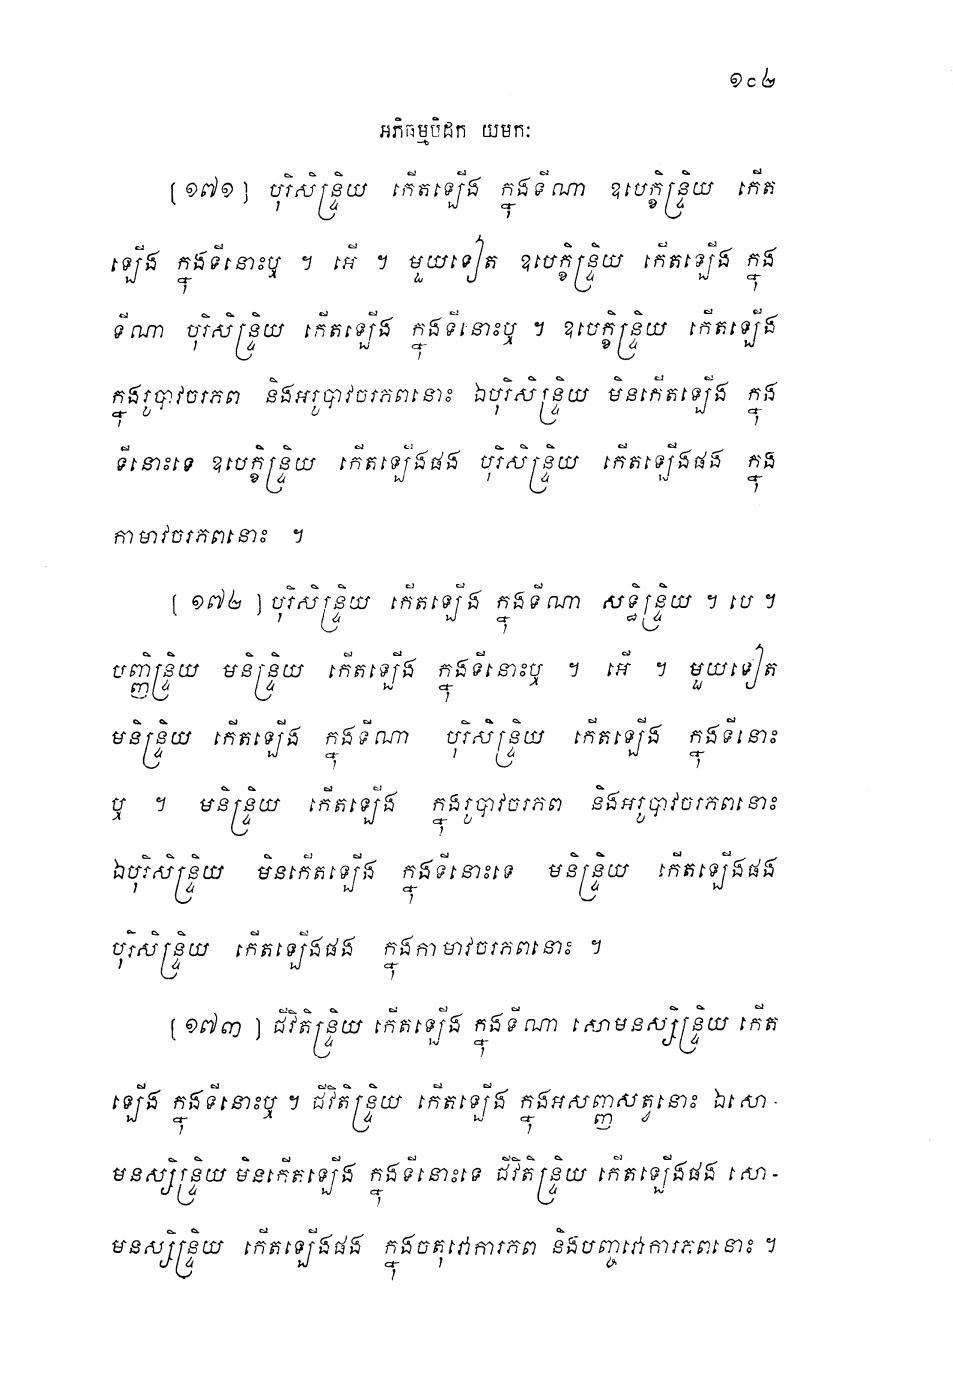 ១៤២
អភិធម្មបិដក យមកៈ
[១៧១] បុរិសិន្ទ្រិយ កើតឡើង ក្នុងទីណា ឧបេក្ខិន្ទ្រិយ កើត
ឡើង ក្នុងទីនោះឬ ។ អើ ។ មួយទៀត ឧបេក្ខិន្ទ្រិយ កើតឡើង ក្នុង
ទីណា បុរិសិន្ទ្រិយ កើតឡើង ក្នុងទីនោះឬ ។ ឧបេក្ខិន្ទ្រិយ កើតឡើង
ក្នុងរូបាវចរភព និងអរូបាវចរភពនោះ ឯបុរិសិន្ទ្រិយ មិនកើតឡើង ក្នុង
ទីនោះទេ ឧបេក្ខិន្ទ្រិយ កើតឡើងផង បុរិសិន្ទ្រិយ កើតឡើងផង ក្នុង
កាមាវចរភពនោះ ។
[១៧២] បុរិសិន្ទ្រិយ កើតឡើង ក្នុងទីណា សទ្ធិន្ទ្រិយ ។ បេ ។
បញ្ញិន្ទ្រិយ មនិន្ទ្រិយ កើតឡើង ក្នុងទីនោះឬ ។ អើ ។ មួយទៀត
មនិន្ទ្រិយ កើតឡើង ក្នុងទីណា បុរិសិន្ទ្រិយ កើតឡើង ក្នុងទីនោះ
ឬ ។ មនិន្ទ្រិយ កើតឡើង ក្នុងរូបាវចរភព និងអរូបាវចរភពនោះ
ឯបុរិសិន្ទ្រិយ មិនកើតឡើង ក្នុងទីនោះទេ មនិន្ទ្រិយ កើតឡើងផង
បុរិសិន្ទ្រិយ កើតឡើងផង ក្នុងកាមាវចរភពនោះ ។
[១៧៣] ជីវិតិន្ទ្រិយ កើតឡើង ក្នុងទីណា សោមនស្សិន្ទ្រិយ កើត
ឡើង ក្នុងទីនោះឬ ។ ជីវិតិន្ទ្រិយ កើតឡើង ក្នុងអសញ្ញសត្វនោះ ឯសោ-
មនស្សិន្ទ្រិយ មិនកើតឡើង ក្នុងទីនោះទេ ជីវិតិន្ទ្រិយ កើតឡើងផង សោ-
មនស្សិន្ទ្រិយ កើតឡើងផង ក្នុងចតុវោការភព និងបញ្ចវោការភពនោះ ។